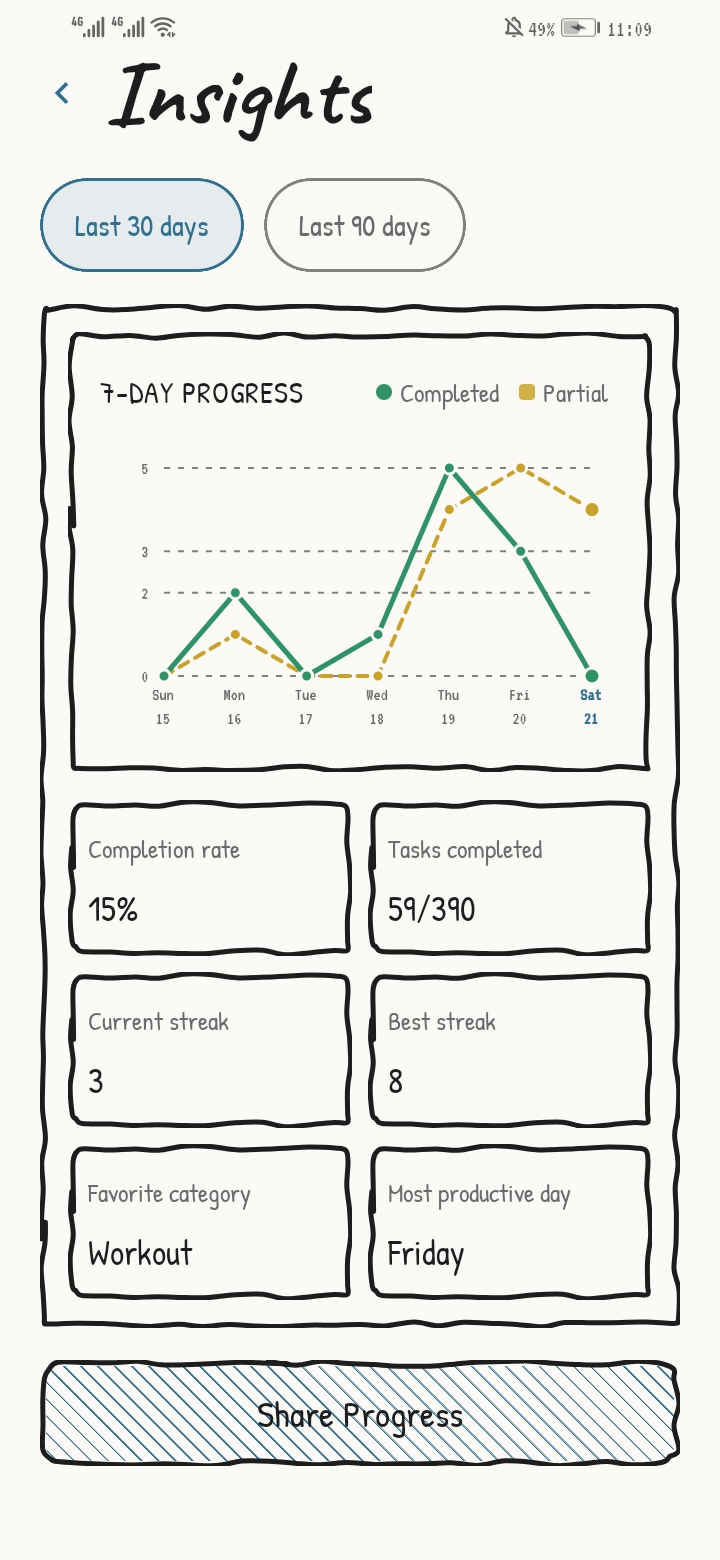 4G 4G 49% 11:09
Insights
Last 30 days Last 90 days
7-DAY PROGRESS Completed Partial
5
3
2
0
Sun Mon Tue Wed Thu Fri Sat
15 16 17 18 19 20 21
Completion rate Tasks completed
15% 59/390
Current streak Best streak
3 8
Favorite category Most productive day
Workout Friday
Share Progress